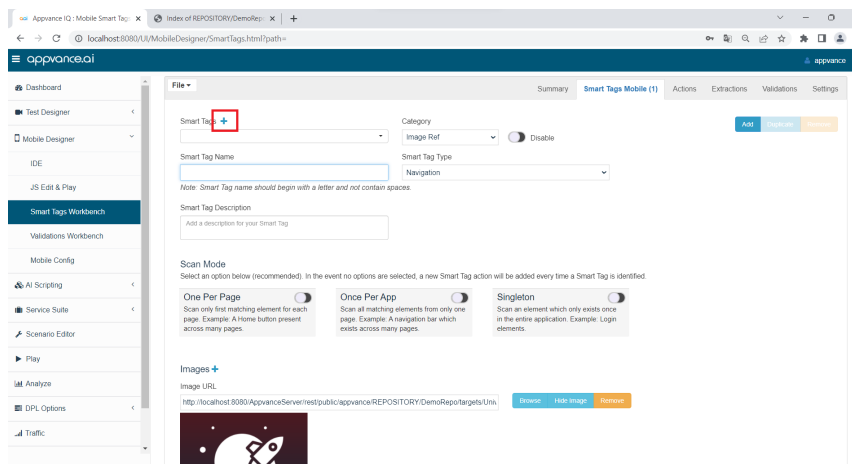 Appvance IQ : Mobile Smart Tag
Index of REPOSITORY/DemoRep
localhost:8080/UI/MobileDesigner/SmartTags.html?path=
appvance.ai
appvance
Dashboard
Test Designer
Mobile Designer
IDE
JS Edit & Play
Smart Tags Workbench
Validations Workbench
Mobile Config
AI Scripting
Service Suite
Scenario Editor
Play
Analyze
DPL Options
Traffic
File
Summary
Smart Tags Mobile (1)
Actions
Extractions
Validations
Settings
Smart Tags +
Category
Image Ref
Disable
Add
Duplicate
Smart Tag Name
Smart Tag Type
Navigation
Note: Smart Tag name should begin with a letter and not contain spaces.
Smart Tag Description
Add a description for your Smart Tag
Scan Mode
Select an option below (recommended). In the event no options are selected, a new Smart Tag action will be added every time a Smart Tag is identified.
One Per Page
Scan only first matching element for each
page. Example: A Home button present
across many pages.
Once Per App
Scan all matching elements from only one
page. Example: A navigation bar which
exists across many pages.
Singleton
Scan an element which only exists once
in the entire application. Example: Login
elements.
Images +
Image URL
http://localhost:8080/AppvanceServer/rest/public/appvance/REPOSITORY/DemoRepo/targets/Univ
Browse
Hide Image
Remove